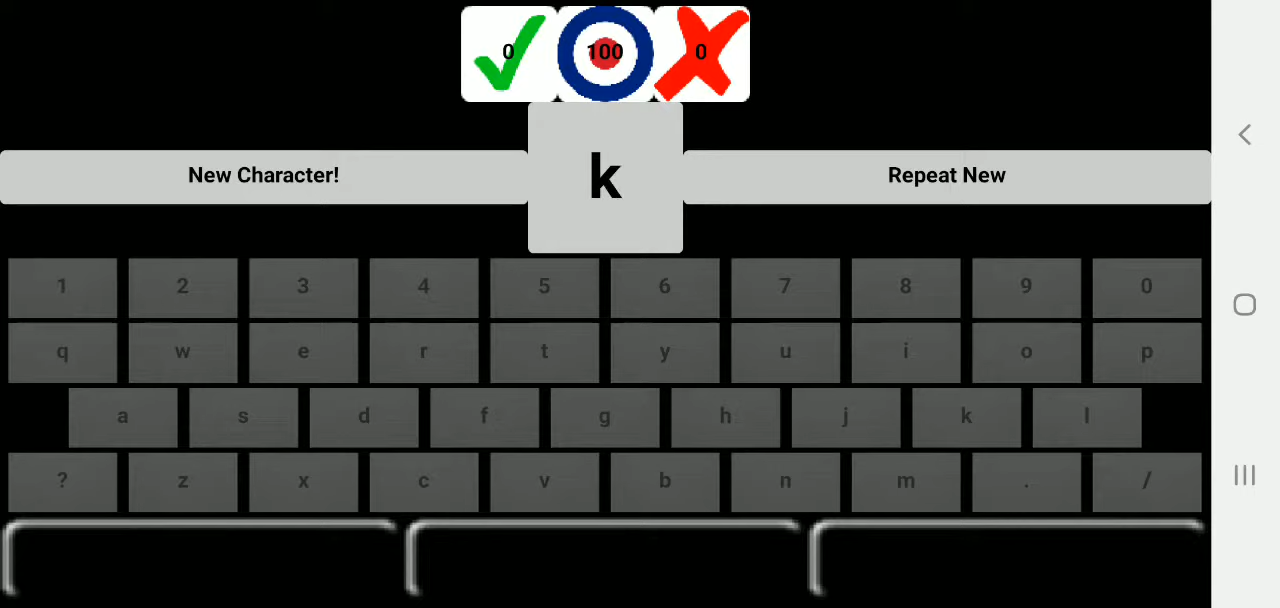 0 100 0
k
New Character! Repeat New
1 2 3 4 5 6 7 8 9 0
q w e r t y u i o p
a s d f g h j k l
? z x c v b n m . /